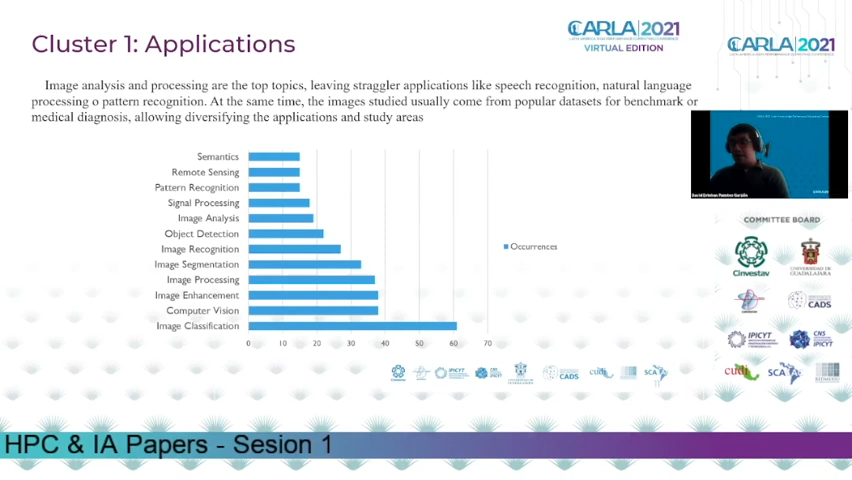 Cluster 1: Applications
CARLA 2021
VIRTUAL EDITION
CARLA 2021
Image analysis and processing are the top topics, leaving straggler applications like speech recognition, natural language
processing o pattern recognition. At the same time, the images studied usually come from popular datasets for benchmark or
medical diagnosis, allowing diversifying the applications and study areas
Semantics
Remote Sensing
Pattern Recognition
Signal Processing
Image Analysis
Object Detection
Image Recognition
Image Segmentation
Image Processing
Image Enhancement
Computer Vision
Image Classification
0 10 20 30 40 50 60 70
Occurrences
COMMITTEE BOARD
Cinvestav
UNIVERSIDAD DE
GUADALAJARA
CADS
IPICYT
CNS
IPICYT
cudi
SCA
IPICYT
CADS
cudi
SCA
11
HPC & IA Papers - Sesion 1